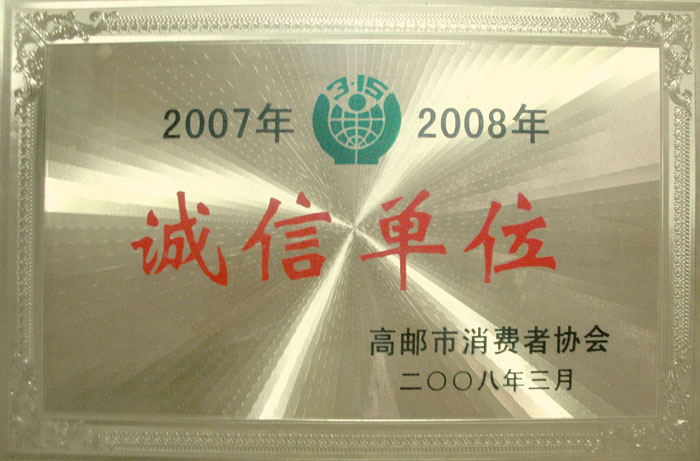 3·15
2007年 2008年
诚信单位
高邮市消费者协会
二〇〇八年三月